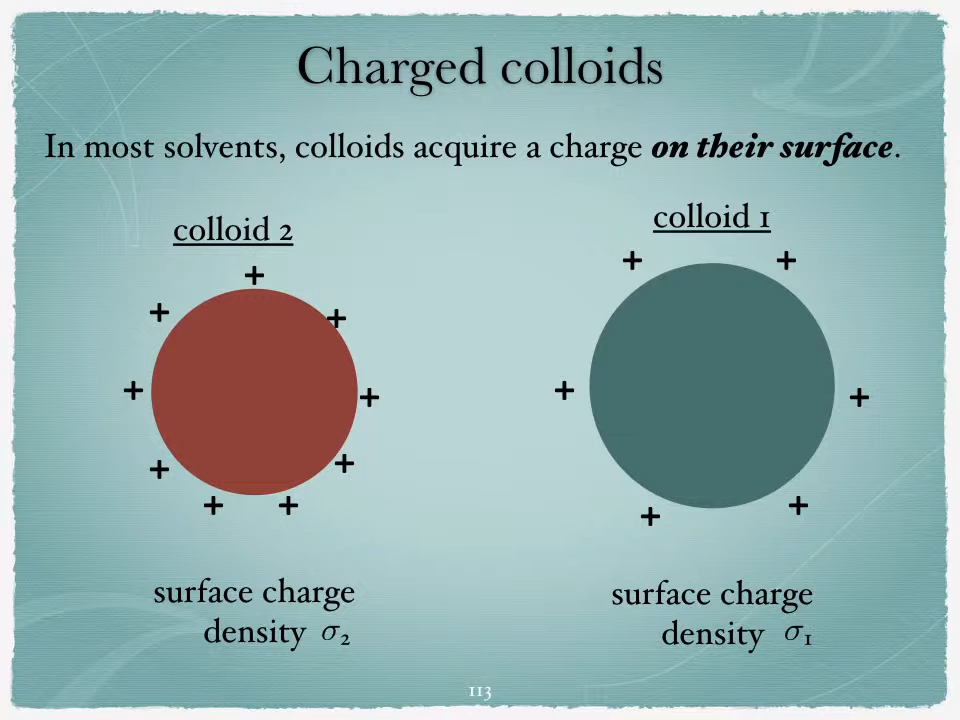 Charged colloids
In most solvents, colloids acquire a charge on their surface.
colloid 2
colloid 1
+ + +
+ + +
+ + + +
+ + +
+ + +
+
surface charge
density σ2
surface charge
density σ1
113